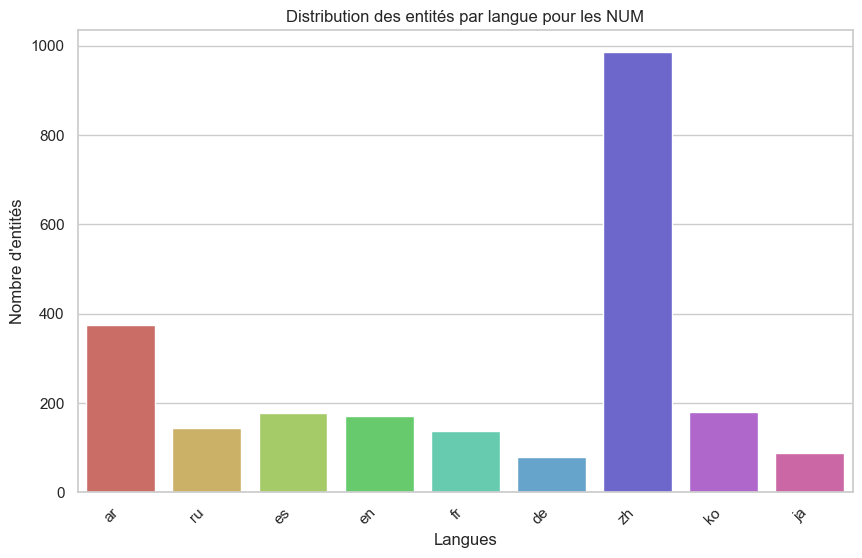 Distribution des entités par langue pour les NUM
1000
800
600
400
200
0
Nombre d'entités
ar
ru
es
en
fr
de
zh
ko
ja
Langues